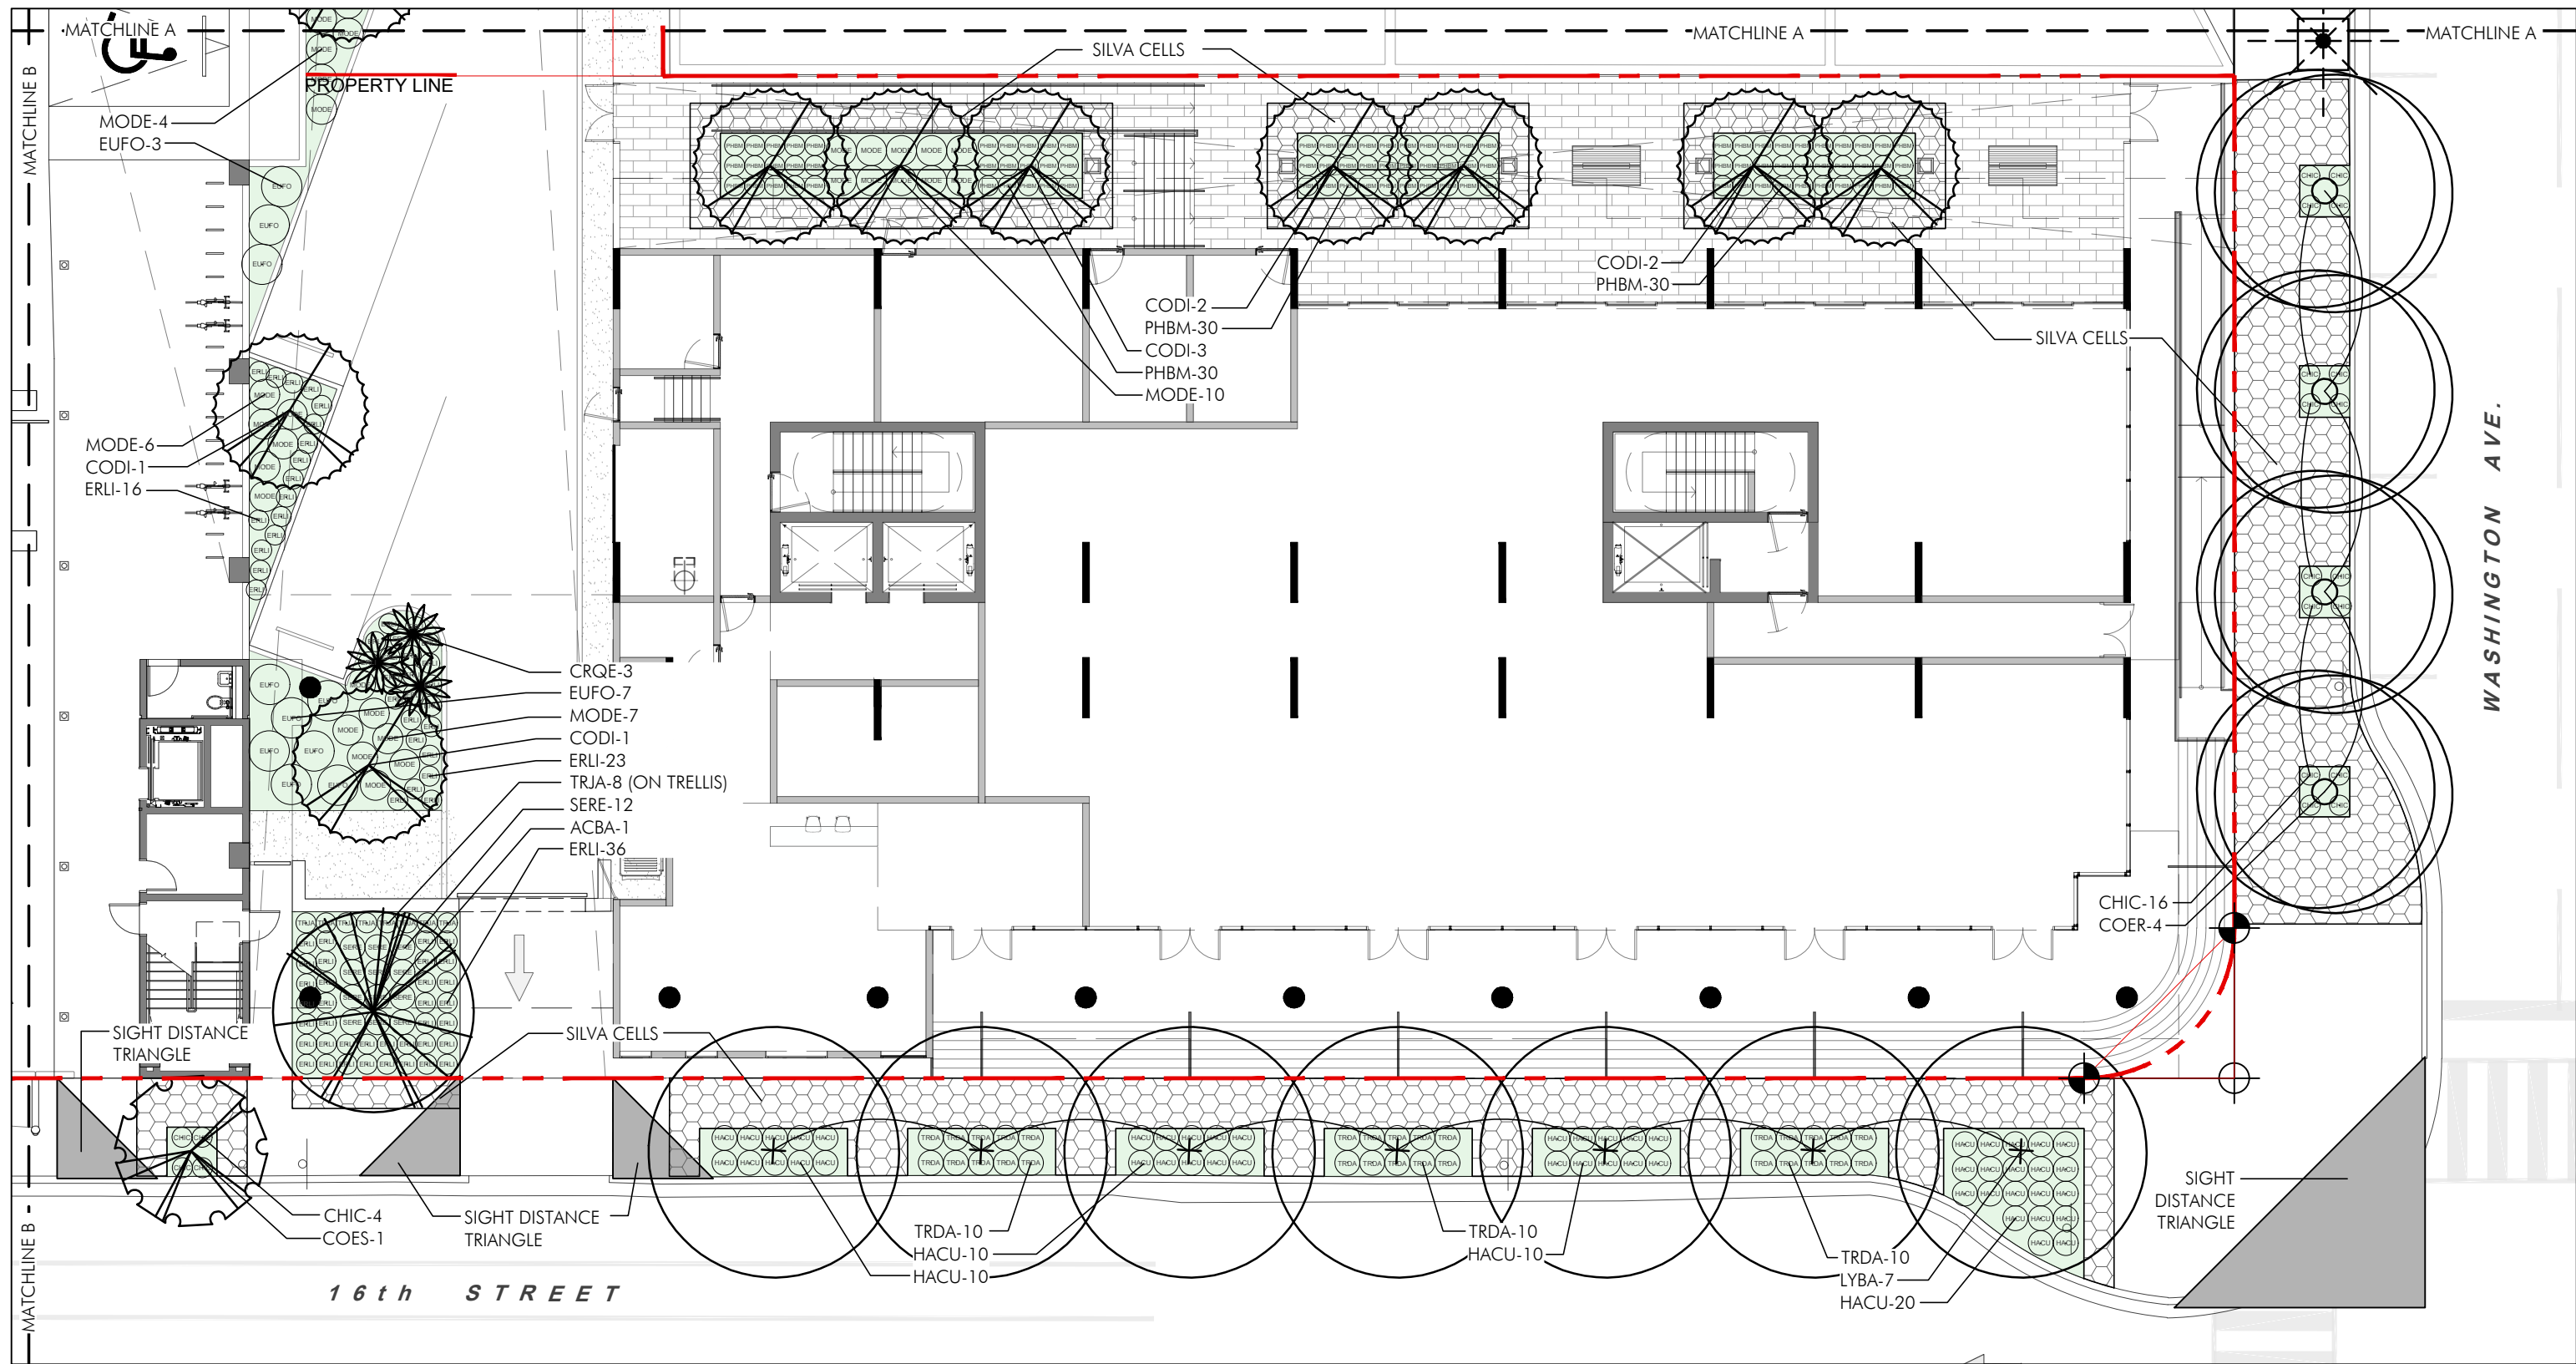 MATCHLINE A
MATCHLINE A
MATCHLINE A
MATCHLINE B
PROPERTY LINE
SILVA CELLS
MODE-4
EUFO-3
MODE-6
CODI-1
ERLI-16
CODI-2
PHBM-30
CODI-3
PHBM-30
MODE-10
CODI-2
PHBM-30
SILVA CELLS
WASHINGTON AVE.
CRQE-3
EUFO-7
MODE-7
CODI-1
ERLI-23
TRJA-8 (ON TRELLIS)
SERE-12
ACBA-1
ERLI-36
CHIC-16
COER-4
SIGHT DISTANCE
TRIANGLE
SILVA CELLS
CHIC-4
COES-1
SIGHT DISTANCE
TRIANGLE
TRDA-10
HACU-10
HACU-10
TRDA-10
HACU-10
TRDA-10
LYBA-7
HACU-20
SIGHT
DISTANCE
TRIANGLE
MATCHLINE B
16th STREET